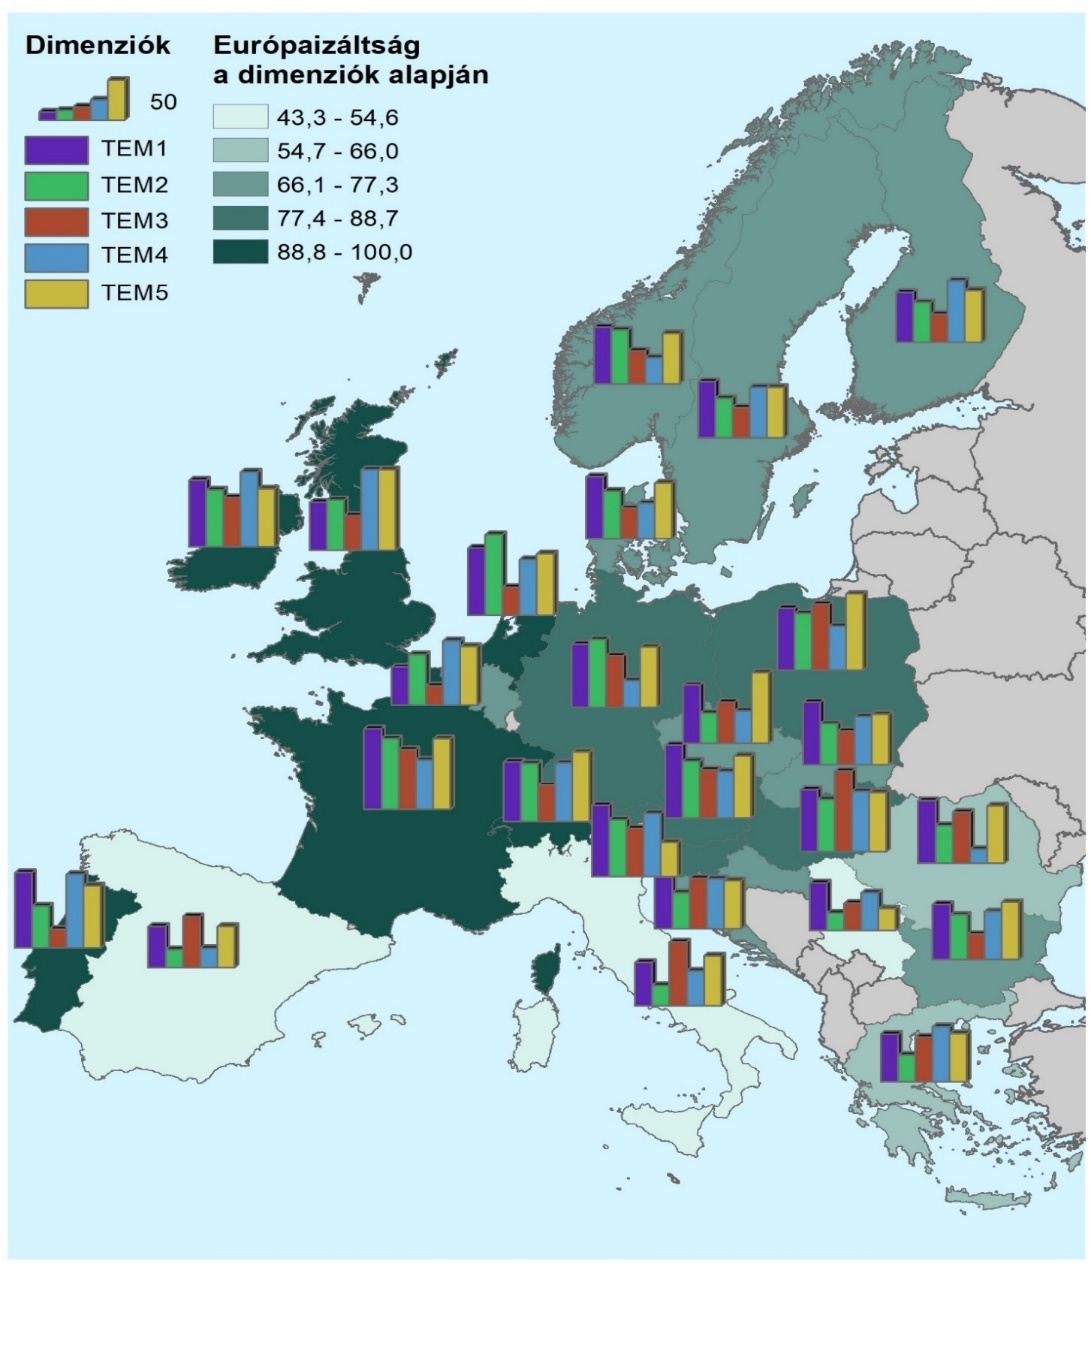 Dimenziók
50
TEM1
TEM2
TEM3
TEM4
TEM5
Európaizáltság
a dimenziók alapján
43,3 - 54,6
54,7 - 66,0
66,1 - 77,3
77,4 - 88,7
88,8 - 100,0